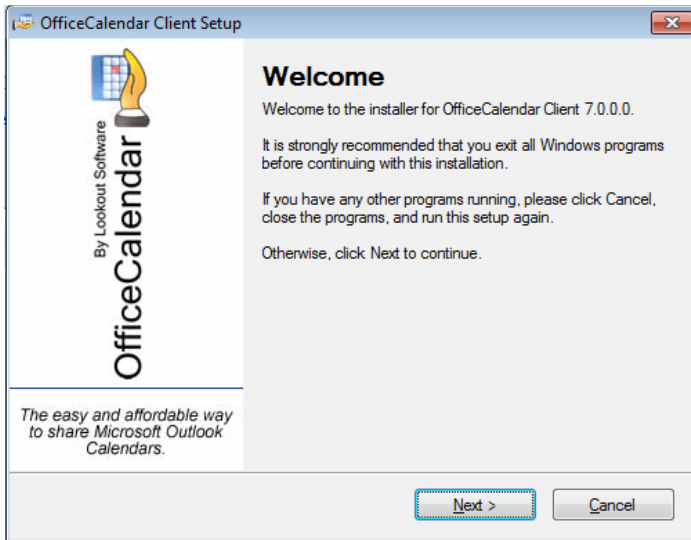 OfficeCalendar Client Setup
By Lookout Software
OfficeCalendar
The easy and affordable way
to share Microsoft Outlook
Calendars.
Welcome
Welcome to the installer for OfficeCalendar Client 7.0.0.0.
It is strongly recommended that you exit all Windows programs
before continuing with this installation.
If you have any other programs running, please click Cancel,
close the programs, and run this setup again.
Otherwise, click Next to continue.
Next >
Cancel